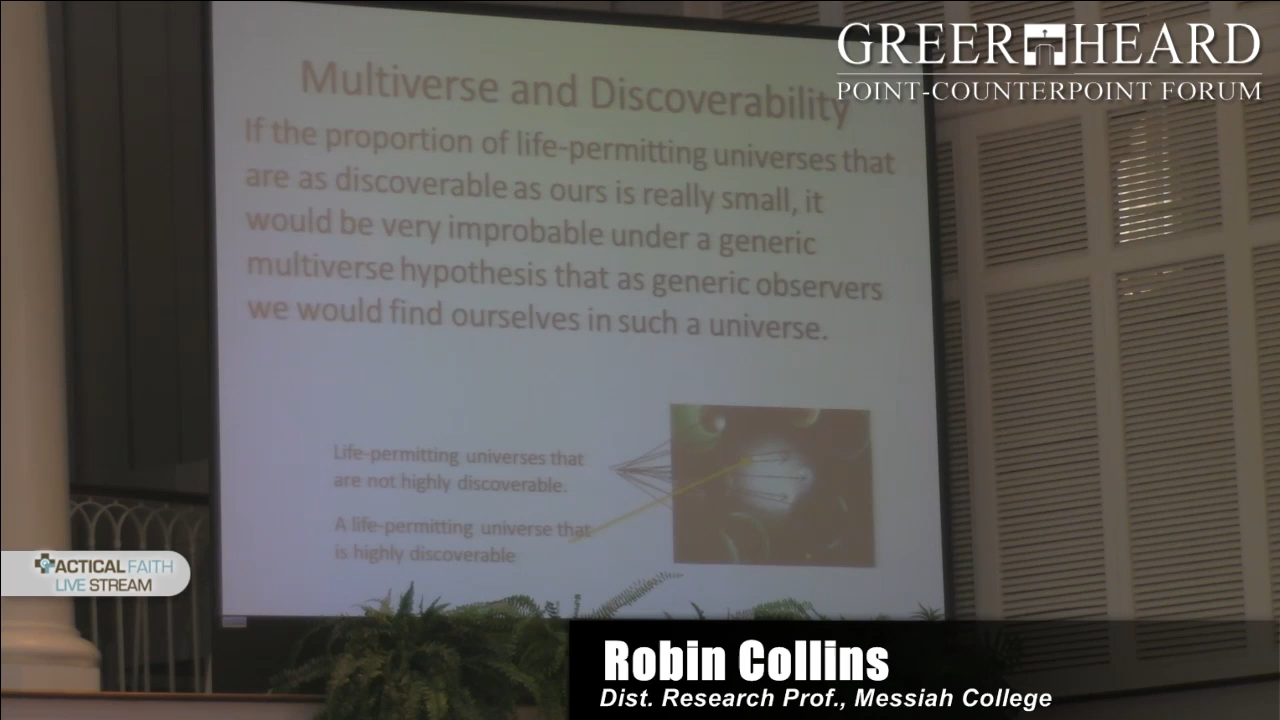 GREER HEARD
POINT-COUNTERPOINT FORUM
Multiverse and Discoverability
If the proportion of life-permitting universes that
are as discoverable as ours is really small, it
would be very improbable under a generic
multiverse hypothesis that as generic observers
we would find ourselves in such a universe.
Life-permitting universes that
are not highly discoverable.
A life-permitting universe that
is highly discoverable
TACTICAL FAITH
LIVE STREAM
Robin Collins
Dist. Research Prof., Messiah College